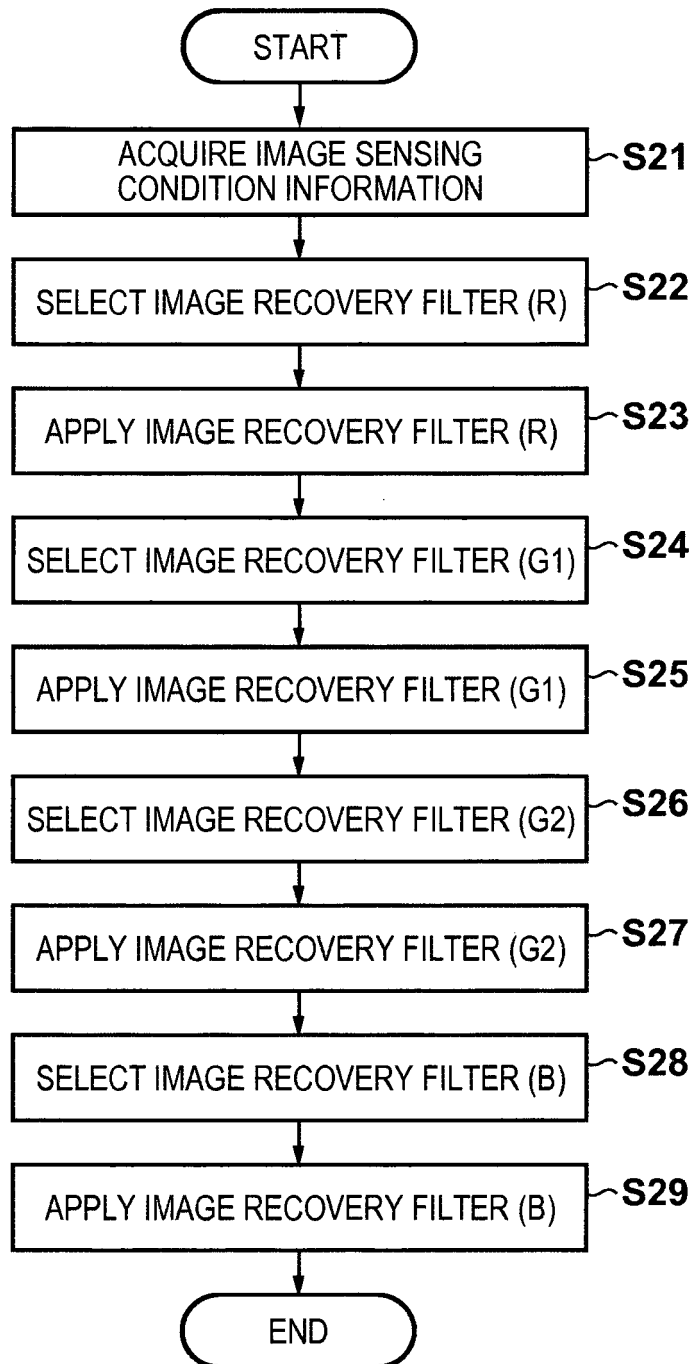 START
ACQUIRE IMAGE SENSING
CONDITION INFORMATION
S21
SELECT IMAGE RECOVERY FILTER (R)
S22
APPLY IMAGE RECOVERY FILTER (R)
S23
SELECT IMAGE RECOVERY FILTER (G1)
S24
APPLY IMAGE RECOVERY FILTER (G1)
S25
SELECT IMAGE RECOVERY FILTER (G2)
S26
APPLY IMAGE RECOVERY FILTER (G2)
S27
SELECT IMAGE RECOVERY FILTER (B)
S28
APPLY IMAGE RECOVERY FILTER (B)
S29
END